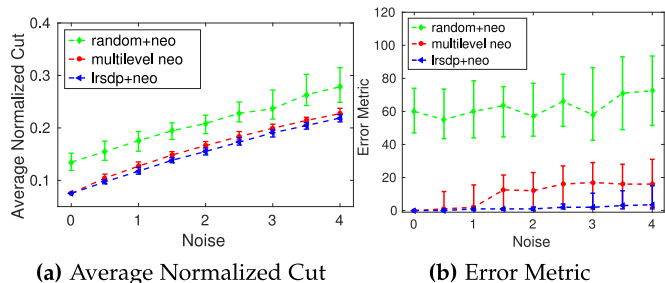 0.4
0.3
0.2
0.1
Average Normalized Cut
random+neo
multilevel neo
lrsdp+neo
0 1 2 3 4
Noise
(a) Average Normalized Cut
120
100
80
60
40
20
0
Error Metric
random+neo
multilevel neo
lrsdp+neo
0 1 2 3 4
Noise
(b) Error Metric